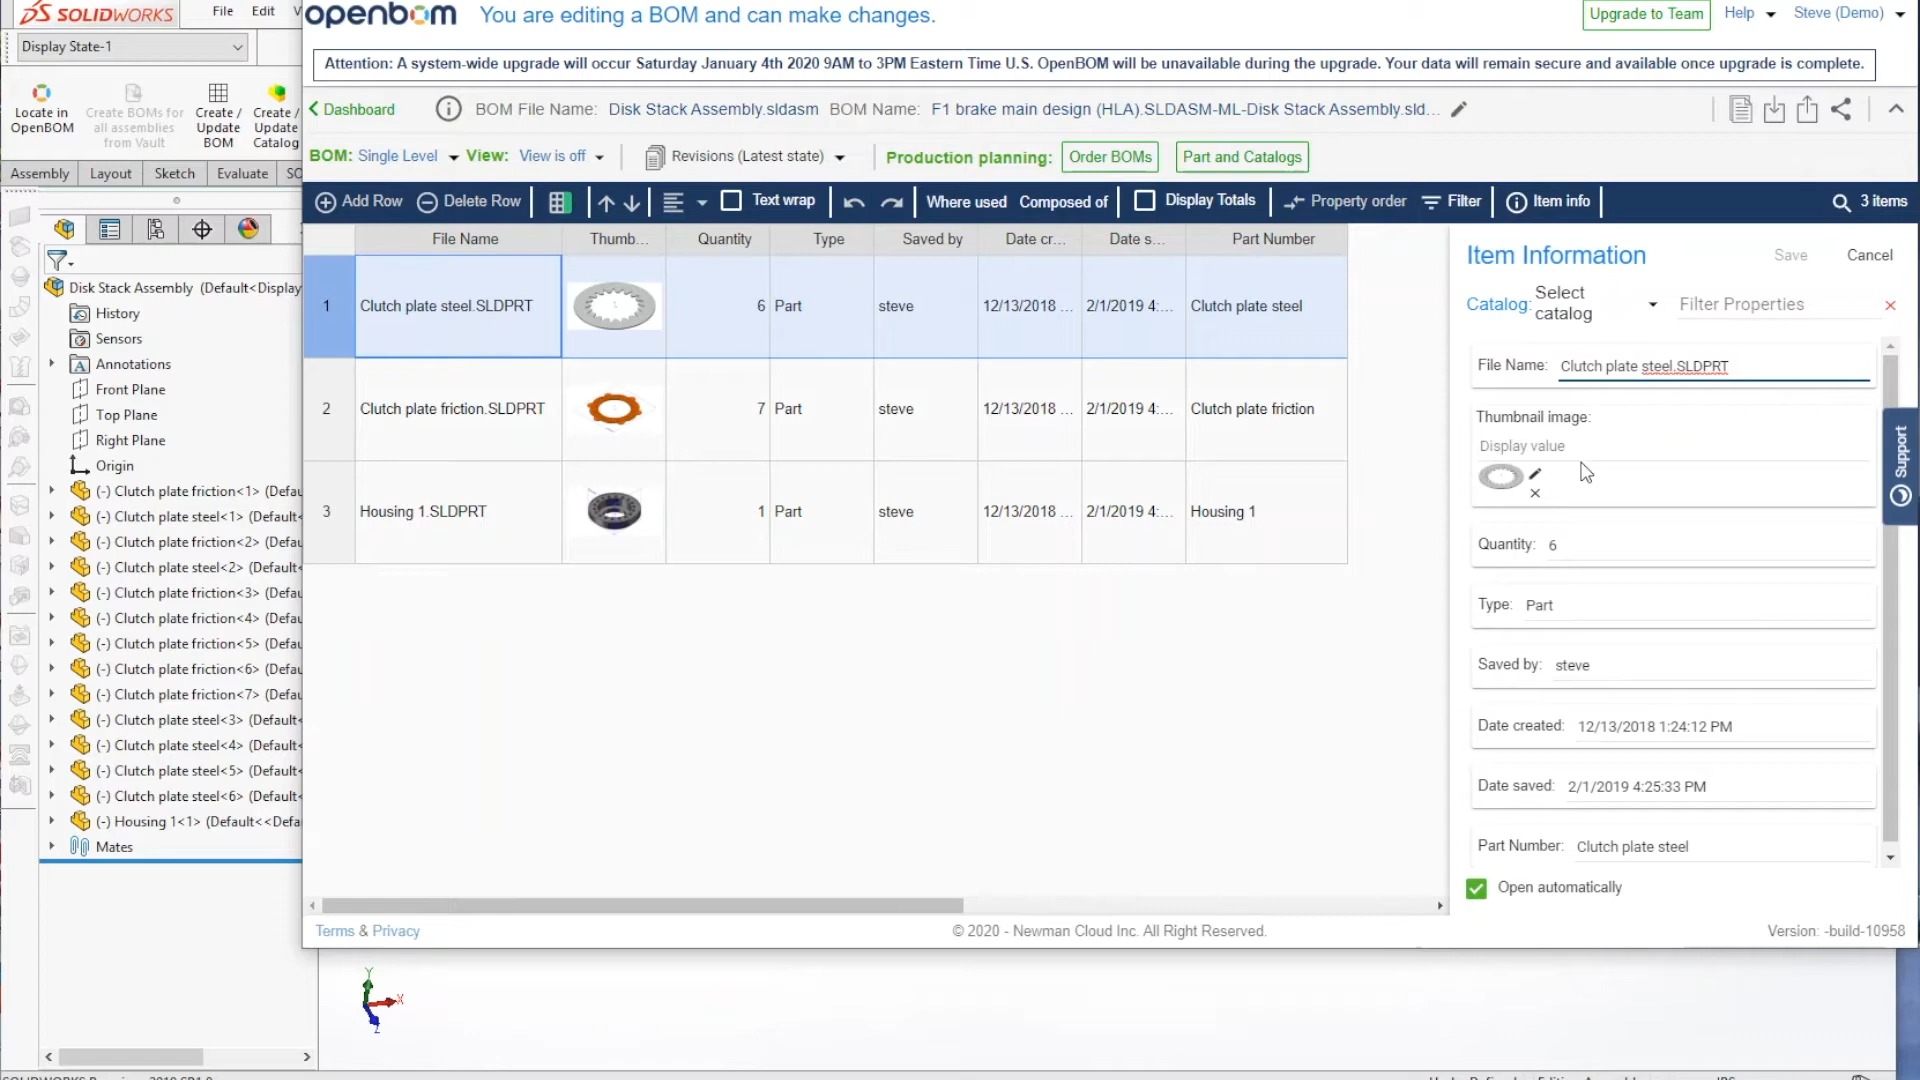 SOLIDWORKS
File Edit V
Display State-1
Locate in OpenBOM
Create BOMs for all assemblies from Vault
Create / Update BOM
Create / Update Catalog
Assembly Layout Sketch Evaluate SO
Disk Stack Assembly (Default<Display
History
Sensors
Annotations
Front Plane
Top Plane
Right Plane
Origin
(-) Clutch plate friction<1> (Defau
(-) Clutch plate steel<1> (Default<
(-) Clutch plate friction<2> (Defau
(-) Clutch plate steel<2> (Default<
(-) Clutch plate friction<3> (Defau
(-) Clutch plate friction<4> (Defau
(-) Clutch plate friction<5> (Defau
(-) Clutch plate friction<6> (Defau
(-) Clutch plate friction<7> (Defau
(-) Clutch plate steel<3> (Default<
(-) Clutch plate steel<4> (Default<
(-) Clutch plate steel<5> (Default<
(-) Clutch plate steel<6> (Default<
(-) Housing 1<1> (Default<<Defa
Mates
openbom You are editing a BOM and can make changes. Upgrade to Team Help Steve (Demo)
Attention: A system-wide upgrade will occur Saturday January 4th 2020 9AM to 3PM Eastern Time U.S. OpenBOM will be unavailable during the upgrade. Your data will remain secure and available once upgrade is complete.
Dashboard BOM File Name: Disk Stack Assembly.sldasm BOM Name: F1 brake main design (HLA).SLDASM-ML-Disk Stack Assembly.sld...
BOM: Single Level View: View is off Revisions (Latest state) Production planning: Order BOMs Part and Catalogs
Add Row Delete Row Text wrap Where used Composed of Display Totals Property order Filter Item info 3 items
File Name Thumb... Quantity Type Saved by Date cr... Date s... Part Number
1 Clutch plate steel.SLDPRT 6 Part steve 12/13/2018 ... 2/1/2019 4:... Clutch plate steel
2 Clutch plate friction.SLDPRT 7 Part steve 12/13/2018 ... 2/1/2019 4:... Clutch plate friction
3 Housing 1.SLDPRT 1 Part steve 12/13/2018 ... 2/1/2019 4:... Housing 1
Item Information Save Cancel
Catalog: Select catalog Filter Properties
File Name: Clutch plate steel.SLDPRT
Thumbnail image:
Display value
Quantity: 6
Type: Part
Saved by: steve
Date created: 12/13/2018 1:24:12 PM
Date saved: 2/1/2019 4:25:33 PM
Part Number: Clutch plate steel
Open automatically
Support
Terms & Privacy © 2020 - Newman Cloud Inc. All Right Reserved. Version: -build-10958
Y
X
Z